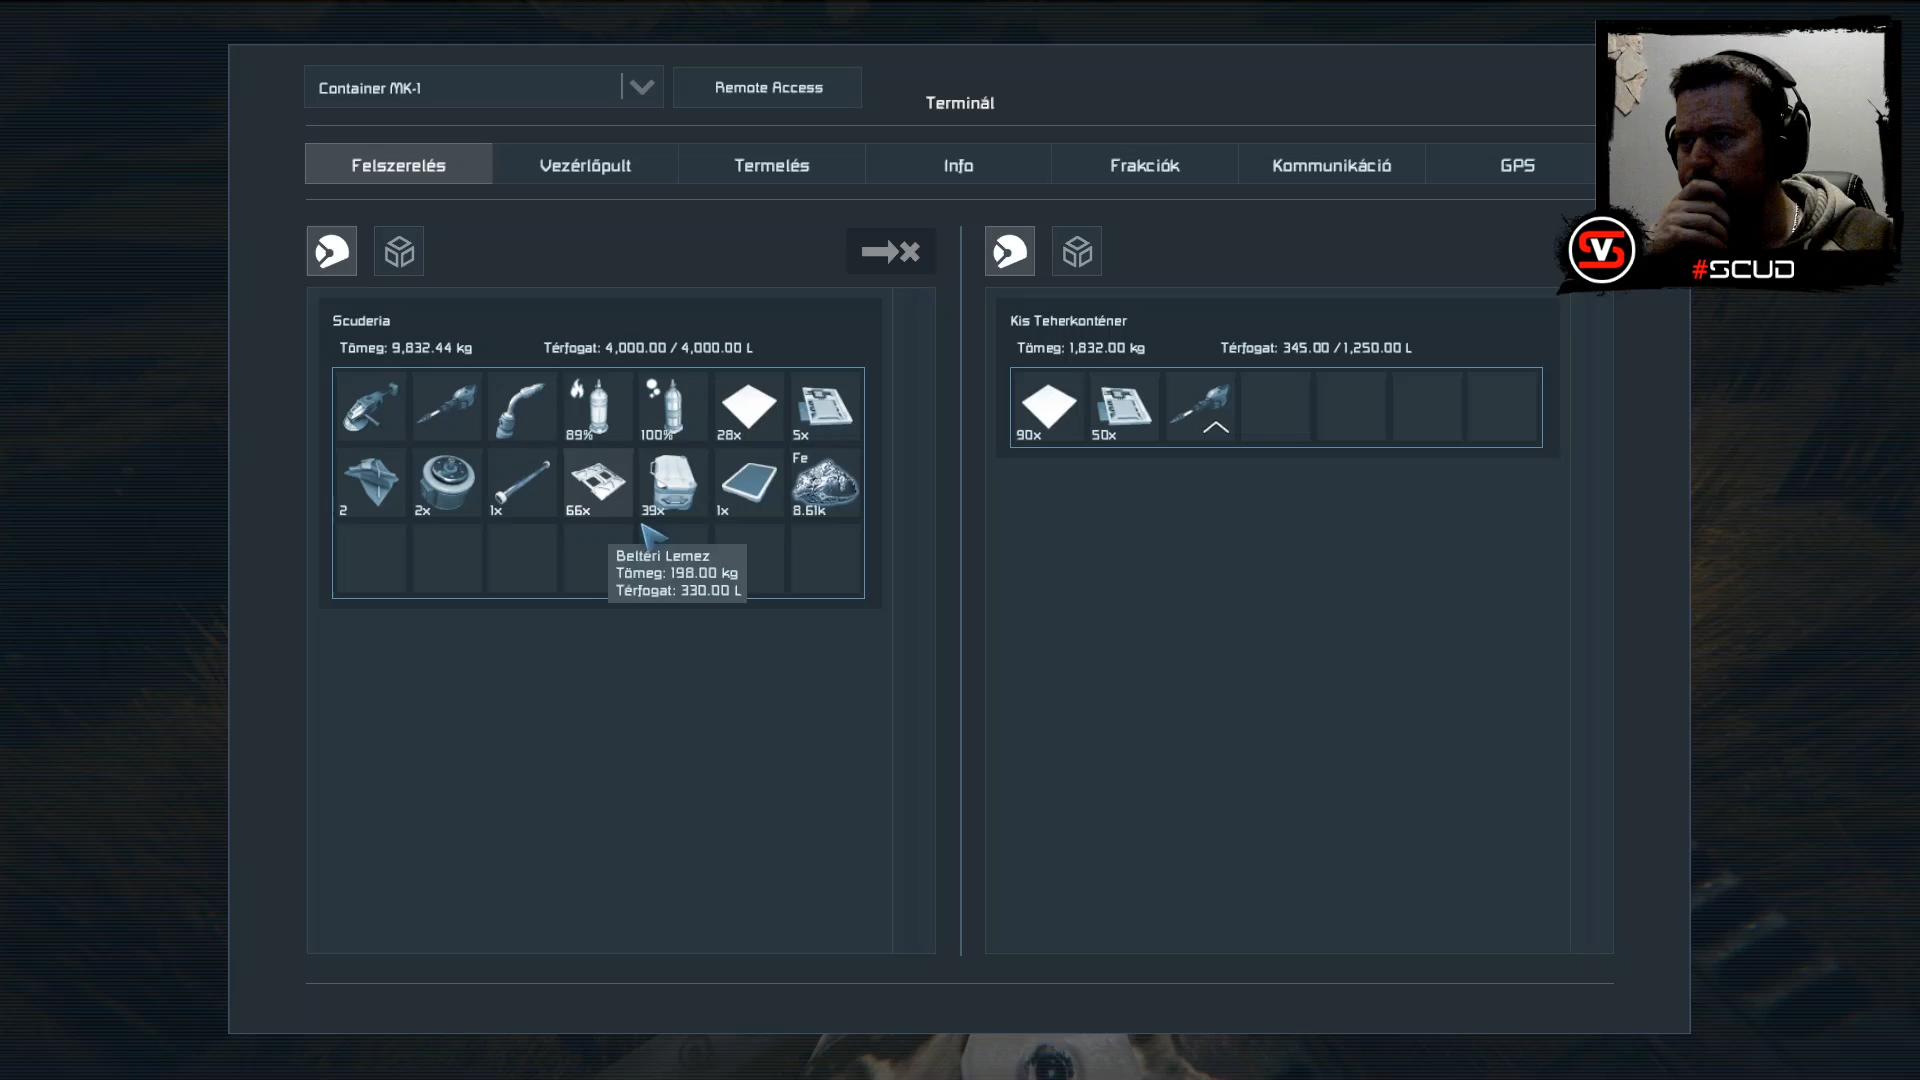 Container MK-1
Remote Access
Terminál
Felszerelés
Vezérlőpult
Termelés
Info
Frakciók
Kommunikáció
GPS
SV
#SCUD
Scuderia
Tömeg: 9,832.44 kg
Térfogat: 4,000.00 / 4,000.00 L
89%
100%
28x
5x
2
2x
1x
66x
39x
1x
Fe
8.61k
Beltéri Lemez
Tömeg: 198.00 kg
Térfogat: 330.00 L
Kis Teherkonténer
Tömeg: 1,832.00 kg
Térfogat: 345.00 / 1,250.00 L
90x
50x